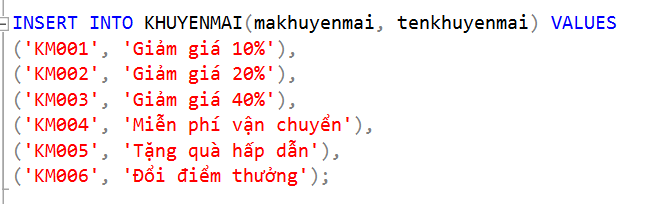 INSERT INTO KHUYENMAI(makhuyenmai, tenkhuyenmai) VALUES
('KM001', 'Giảm giá 10%'),
('KM002', 'Giảm giá 20%'),
('KM003', 'Giảm giá 40%'),
('KM004', 'Miễn phí vận chuyển'),
('KM005', 'Tặng quà hấp dẫn'),
('KM006', 'Đổi điểm thưởng');